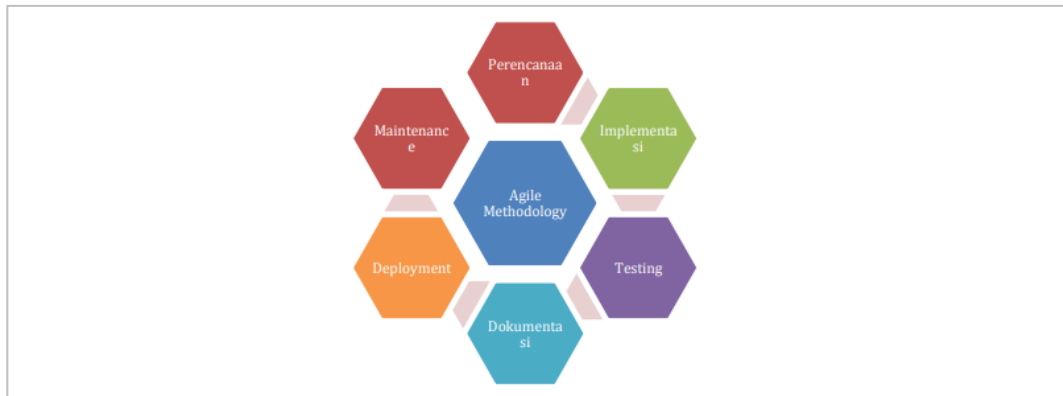 Perencanaa
n
Implementa
si
Testing
Dokumenta
si
Deployment
Maintenanc
e
Agile
Methodology